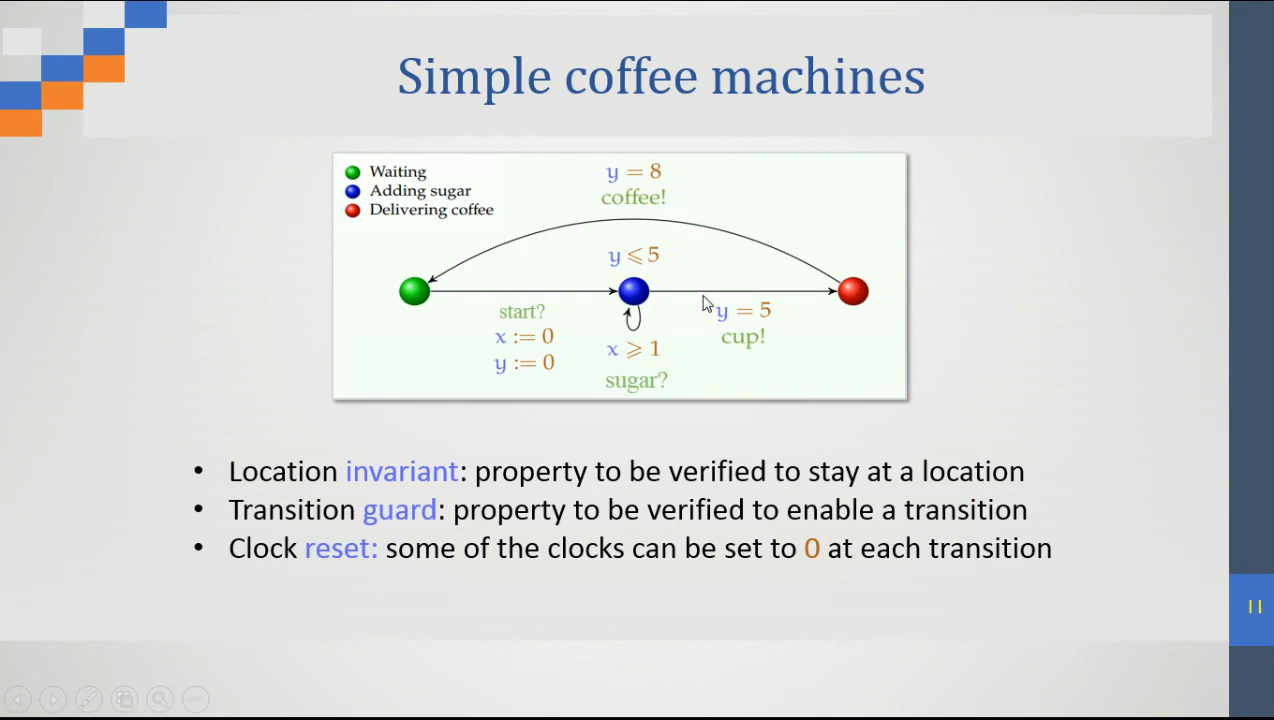 Simple coffee machines
Waiting
Adding sugar
Delivering coffee
y = 8
coffee!
y ⩽ 5
start?
x := 0
y := 0
x ⩾ 1
sugar?
y = 5
cup!
• Location invariant: property to be verified to stay at a location
• Transition guard: property to be verified to enable a transition
• Clock reset: some of the clocks can be set to 0 at each transition
11